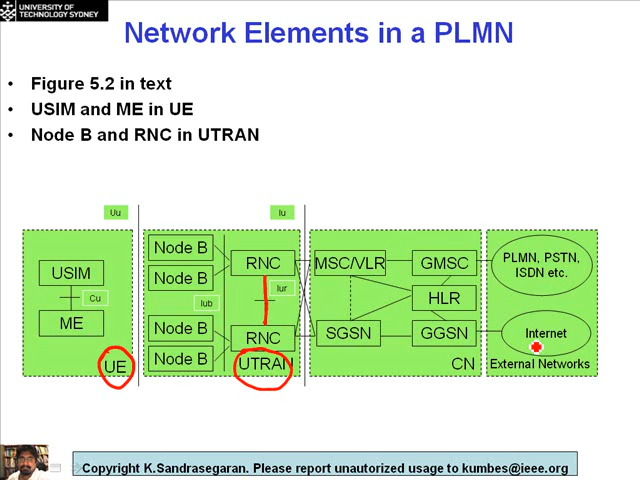 UNIVERSITY OF
TECHNOLOGY SYDNEY
Network Elements in a PLMN
• Figure 5.2 in text
• USIM and ME in UE
• Node B and RNC in UTRAN
Uu
Iu
USIM
Cu
ME
UE
Node B
Node B
Iub
Node B
Node B
RNC
Iur
RNC
UTRAN
MSC/VLR
SGSN
GMSC
HLR
GGSN
CN
PLMN, PSTN,
ISDN etc.
Internet
External Networks
Copyright K.Sandrasegaran. Please report unauthorized usage to kumbes@ieee.org